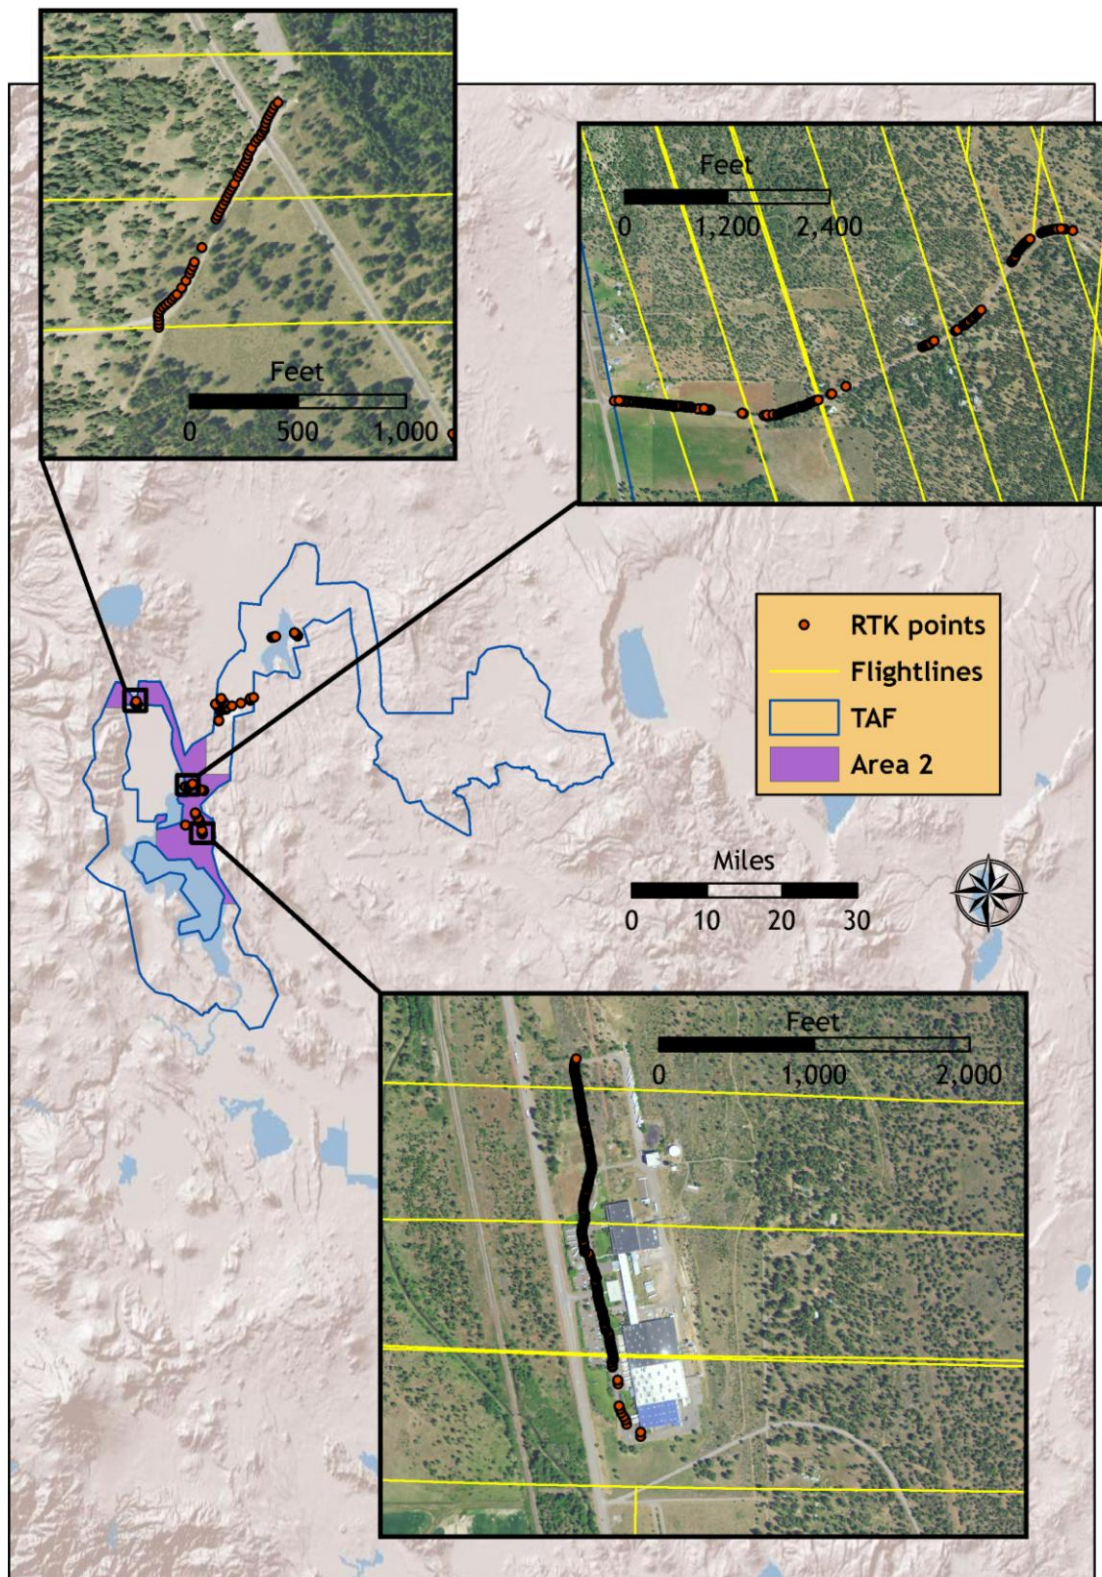 Feet
0 1,200 2,400
Feet
0 500 1,000
RTK points
Flightlines
TAF
Area 2
Miles
0 10 20 30
Feet
0 1,000 2,000